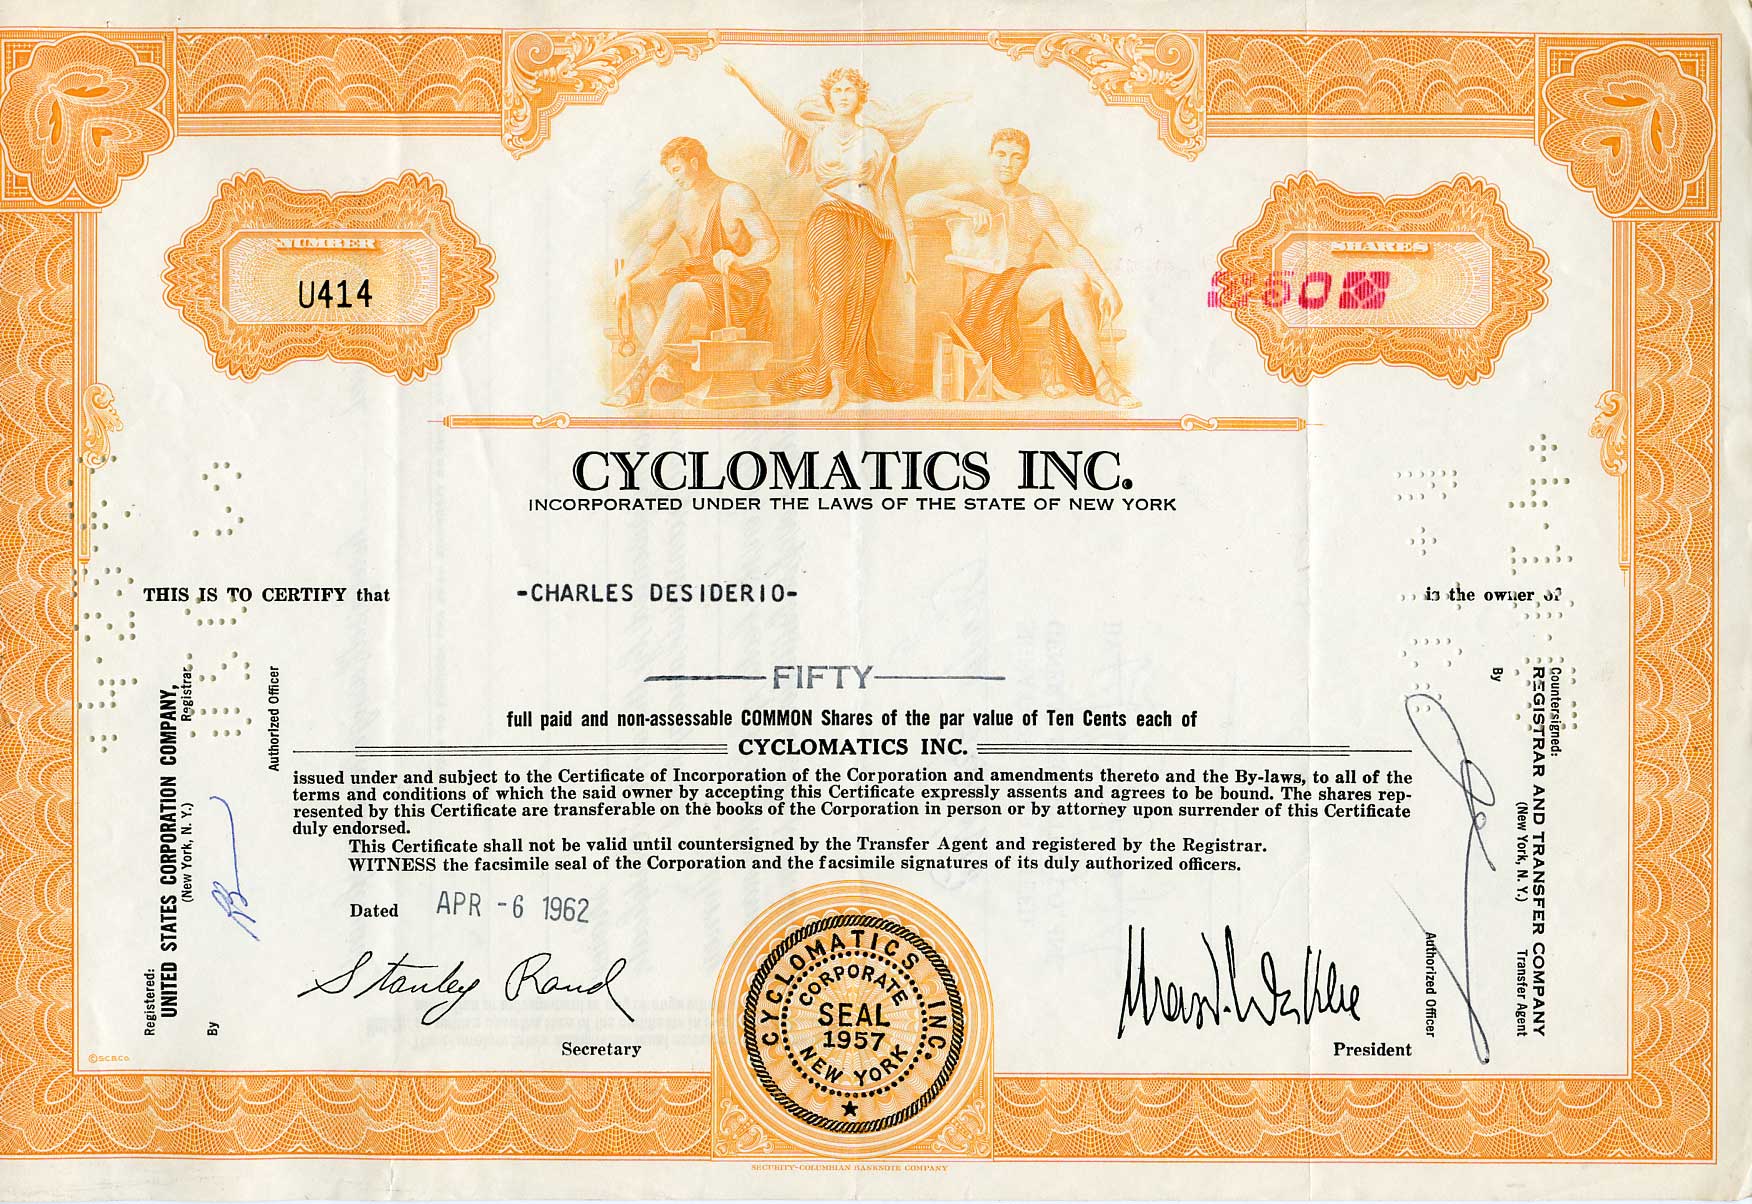 NUMBER
U414
SHARES
50
CYCLOMATICS INC.
INCORPORATED UNDER THE LAWS OF THE STATE OF NEW YORK
THIS IS TO CERTIFY that
-CHARLES DESIDERIO-
is the owner of
FIFTY
full paid and non-assessable COMMON Shares of the par value of Ten Cents each of
CYCLOMATICS INC.
issued under and subject to the Certificate of Incorporation of the Corporation and amendments thereto and the By-laws, to all of the
terms and conditions of which the said owner by accepting this Certificate expressly assents and agrees to be bound. The shares rep-
resented by this Certificate are transferable on the books of the Corporation in person or by attorney upon surrender of this Certificate
duly endorsed.
This Certificate shall not be valid until countersigned by the Transfer Agent and registered by the Registrar.
WITNESS the facsimile seal of the Corporation and the facsimile signatures of its duly authorized officers.
Dated APR -6 1962
Stanley Rand
Secretary
President
CYCLOMATICS INC.
CORPORATE
SEAL
1957
NEW YORK
Registered:
UNITED STATES CORPORATION COMPANY,
(New York, N. Y.) Registrar
By
Authorized Officer
Countersigned:
REGISTRAR AND TRANSFER COMPANY
(New York, N. Y.) Transfer Agent
By
Authorized Officer
©S.C.B.CO.
SECURITY-COLUMBIAN BANKNOTE COMPANY